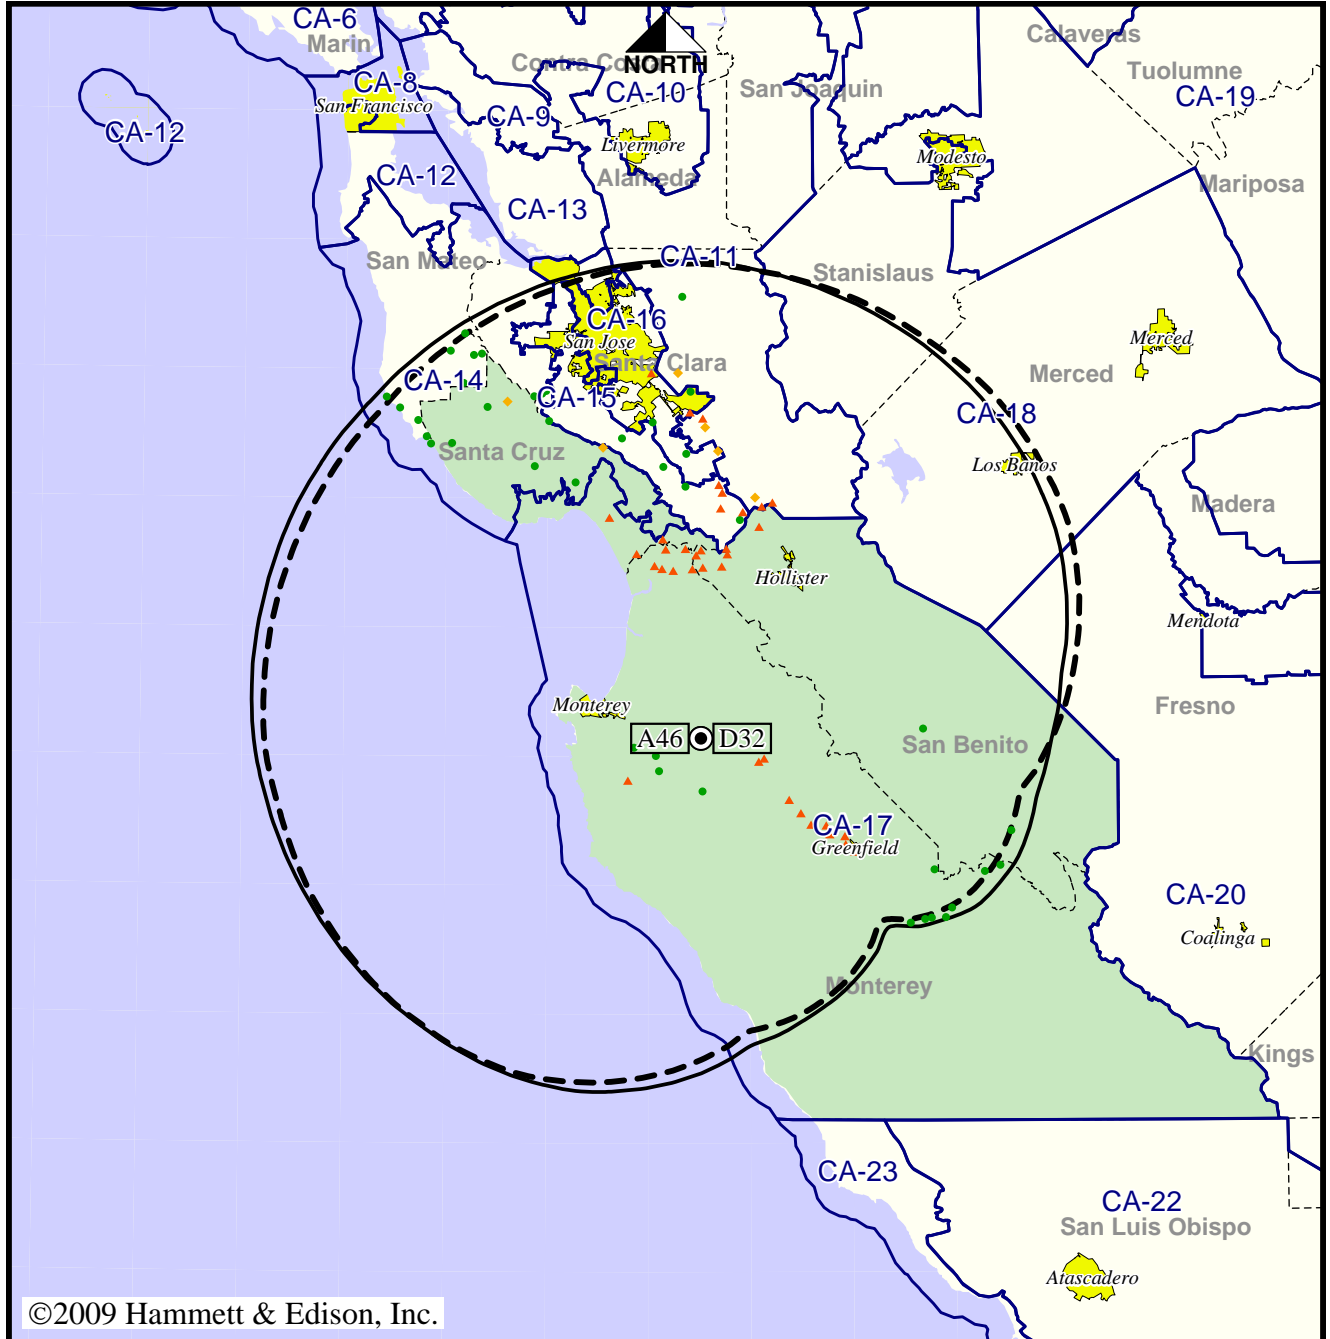 CA-6
Marin
Contra Costa
NORTH
Calaveras
Tuolumne
CA-19
CA-8
San Francisco
CA-10
San Joaquin
CA-12
CA-9
Livermore
Modesto
Alameda
CA-12
Mariposa
CA-13
San Mateo
CA-11
Stanislaus
CA-16
San Jose
Santa Clara
Merced
Merced
CA-14
CA-15
CA-18
Santa Cruz
Los Banos
Madera
Hollister
Mendota
Monterey
Fresno
A46
D32
San Benito
CA-17
Greenfield
CA-20
Coalinga
Monterey
Kings
CA-23
CA-22
San Luis Obispo
Atascadero
©2009 Hammett & Edison, Inc.